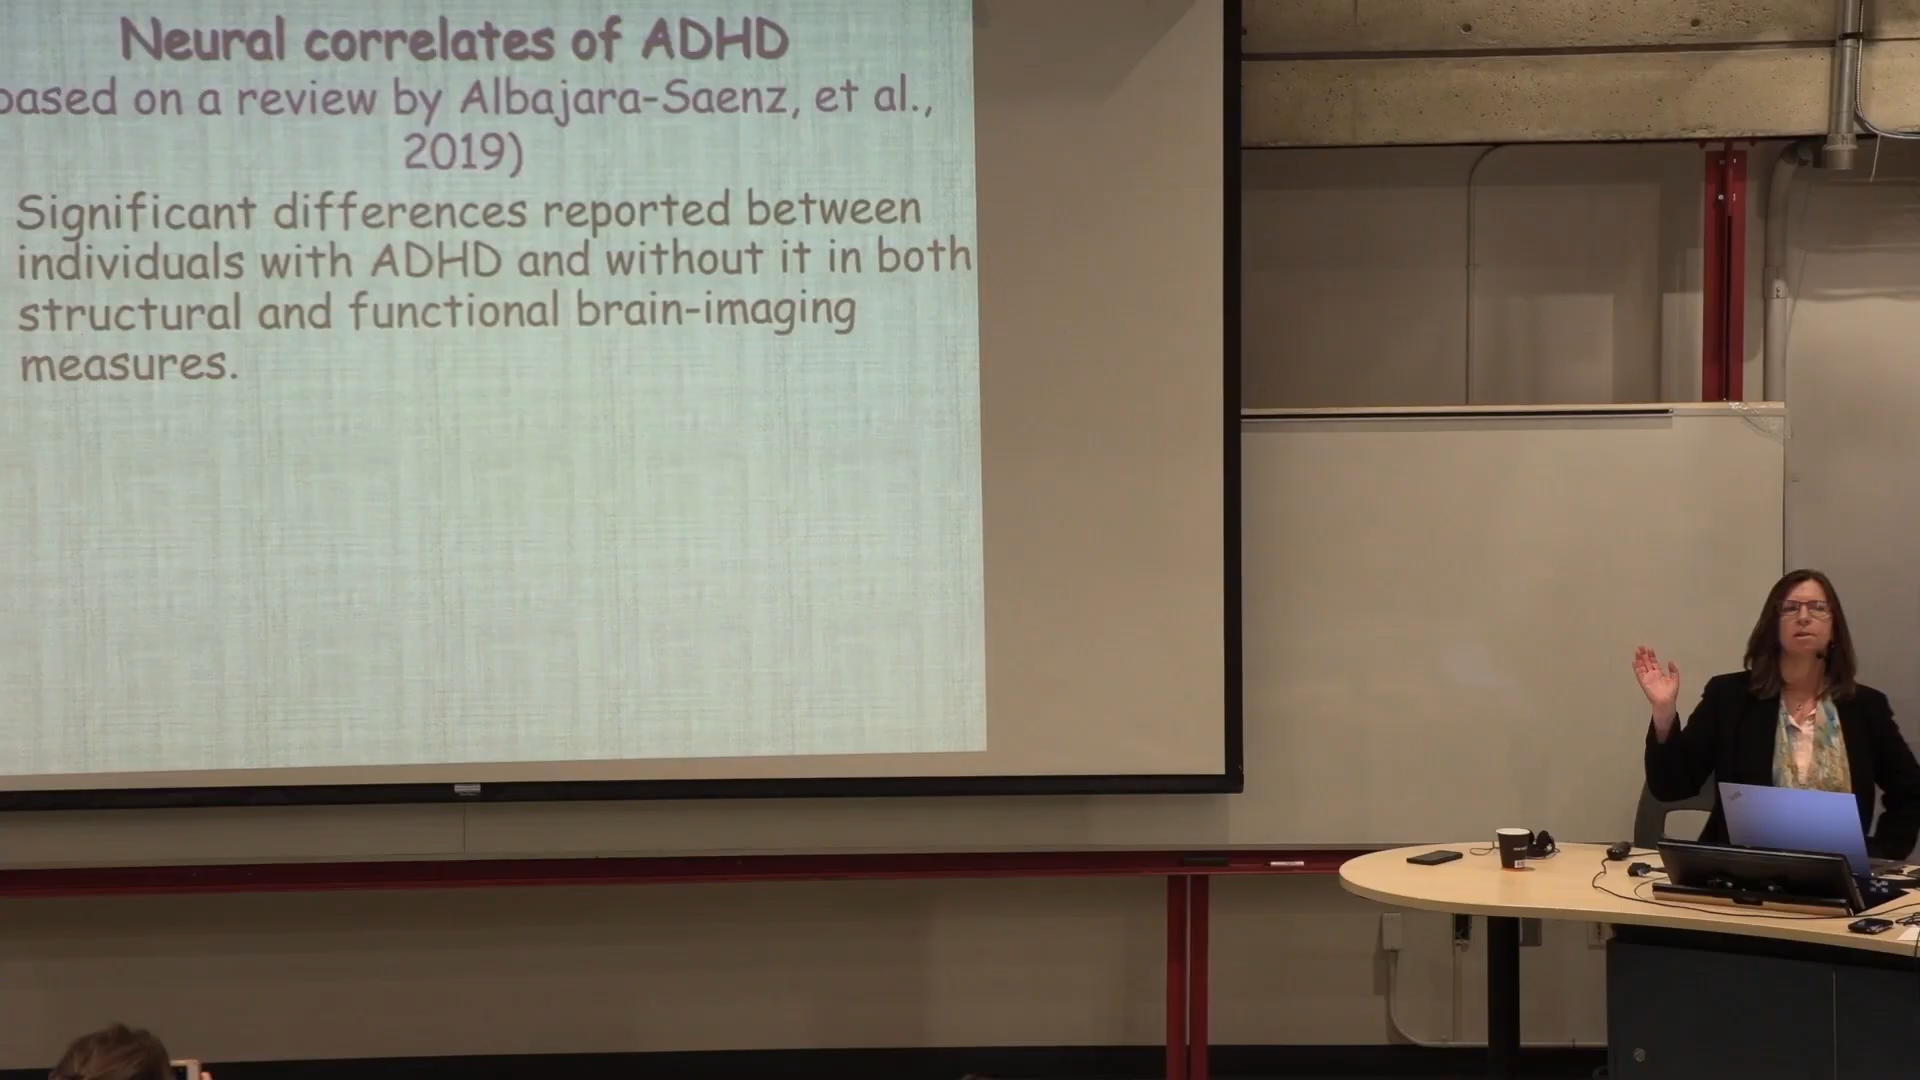 Neural correlates of ADHD
based on a review by Albajara-Saenz, et al.,
2019)
Significant differences reported between
individuals with ADHD and without it in both
structural and functional brain-imaging
measures.